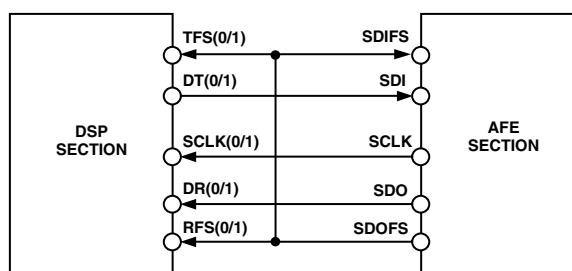 TFS(0/1) SDIFS
DT(0/1) SDI
DSP
SECTION
AFE
SECTION
SCLK(0/1) SCLK
DR(0/1) SDO
RFS(0/1) SDOFS